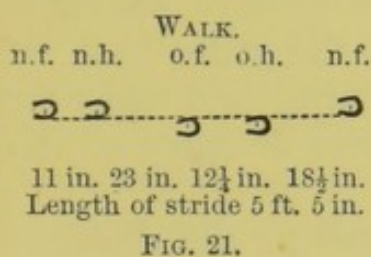 WALK.
n.f. n.h. o.f. o.h. n.f.
11 in. 23 in. 12¼ in. 18½ in.
Length of stride 5 ft. 5 in.
FIG. 21.